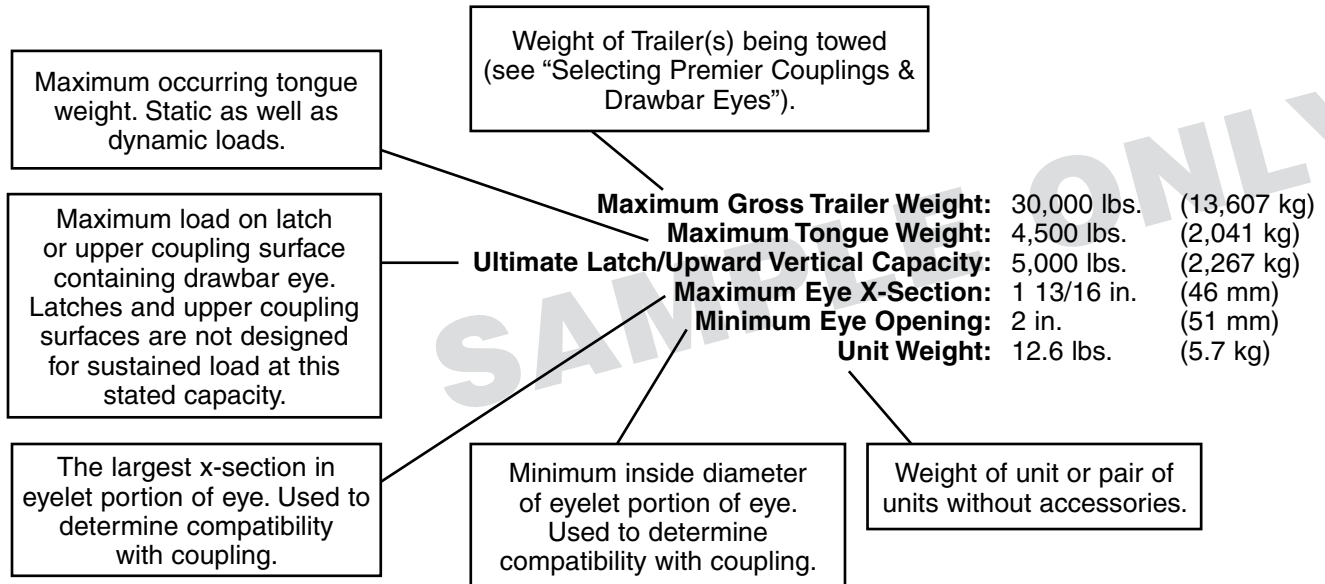 Weight of Trailer(s) being towed
(see “Selecting Premier Couplings &
Drawbar Eyes”).
Maximum occurring tongue
weight. Static as well as
dynamic loads.
Maximum load on latch
or upper coupling surface
containing drawbar eye.
Latches and upper coupling
surfaces are not designed
for sustained load at this
stated capacity.
Maximum Gross Trailer Weight: 30,000 lbs. (13,607 kg)
Maximum Tongue Weight: 4,500 lbs. (2,041 kg)
Ultimate Latch/Upward Vertical Capacity: 5,000 lbs. (2,267 kg)
Maximum Eye X-Section: 1 13/16 in. (46 mm)
Minimum Eye Opening: 2 in. (51 mm)
Unit Weight: 12.6 lbs. (5.7 kg)
SAMPLE ONLY
The largest x-section in
eyelet portion of eye. Used to
determine compatibility
with coupling.
Minimum inside diameter
of eyelet portion of eye.
Used to determine
compatibility with coupling.
Weight of unit or pair of
units without accessories.